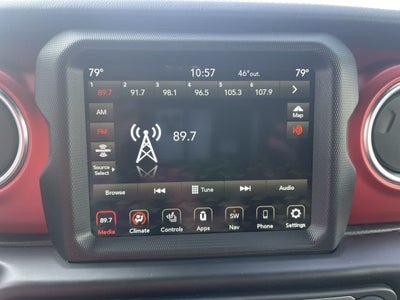 79° 10:57 46°out. 79°
1 2 3 4 5 6
89.7 91.7 98.1 96.5 105.3 107.9
AM
Map
FM
89.7
Source
Select
Browse Tune Audio
89.7 SW
Media Climate Controls Apps Nav Phone Settings